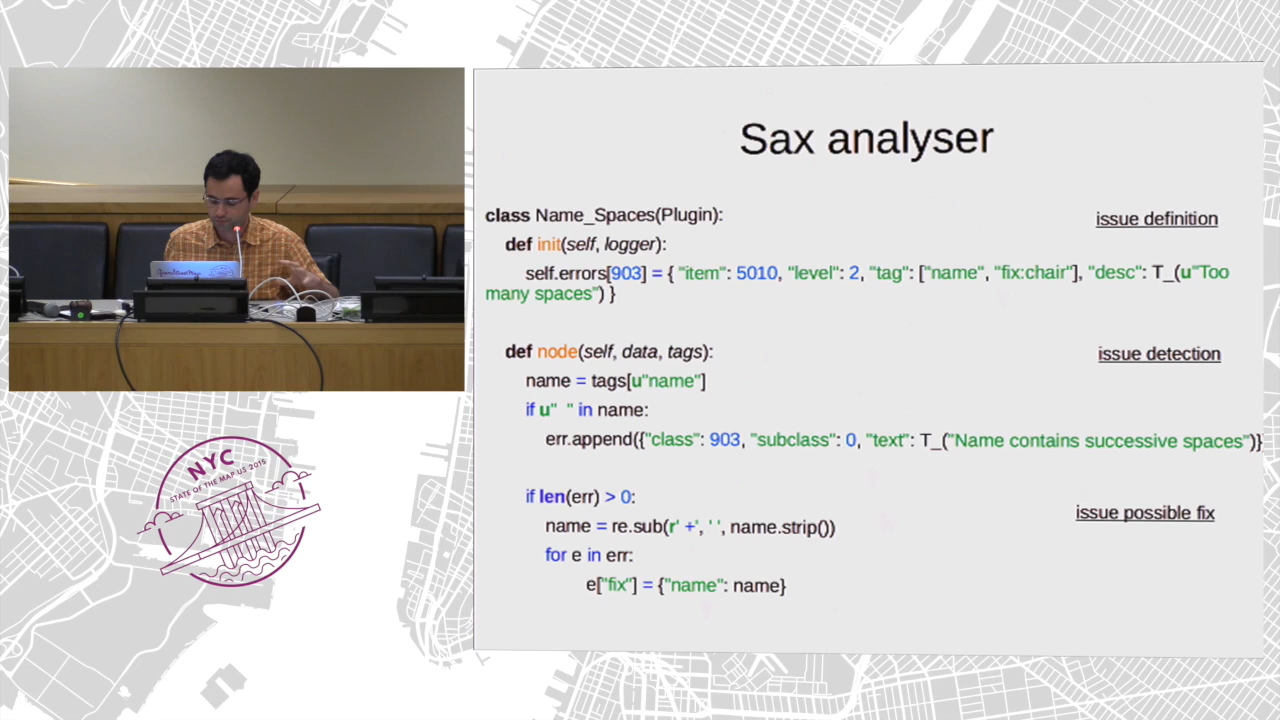 Sax analyser
class Name_Spaces(Plugin):
issue definition
def init(self, logger):
self.errors[903] = { "item": 5010, "level": 2, "tag": ["name", "fix:chair"], "desc": T_(u"Too
many spaces") }
def node(self, data, tags):
issue detection
name = tags[u"name"]
if u"  " in name:
err.append({"class": 903, "subclass": 0, "text": T_("Name contains successive spaces")}
if len(err) > 0:
issue possible fix
name = re.sub(r' +', ' ', name.strip())
for e in err:
e["fix"] = {"name": name}
NYC
STATE OF THE MAP US 2015